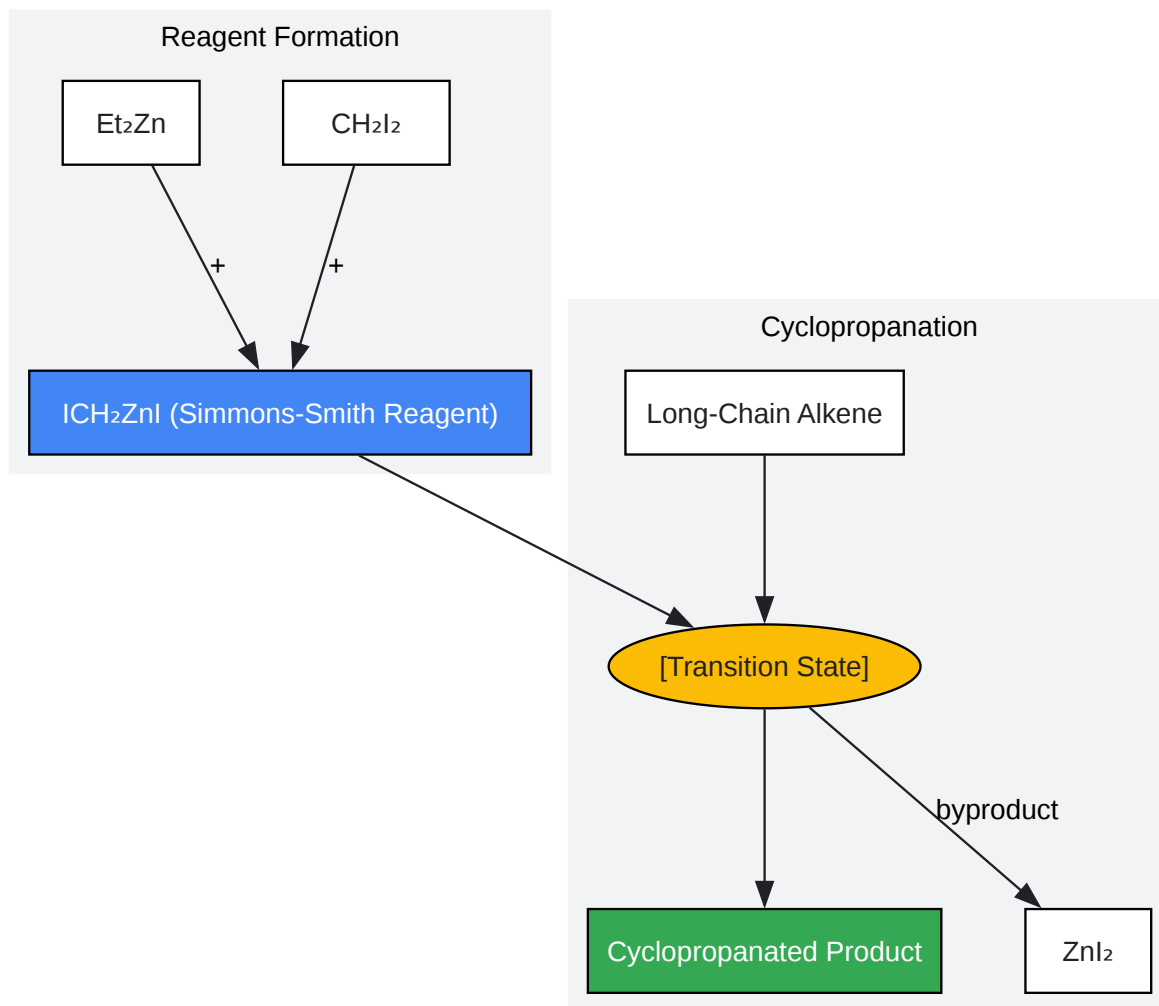 Reagent Formation
Et₂Zn
CH₂I₂
+
+
ICH₂ZnI (Simmons-Smith Reagent)
Cyclopropanation
Long-Chain Alkene
[Transition State]
byproduct
Cyclopropanated Product
ZnI₂